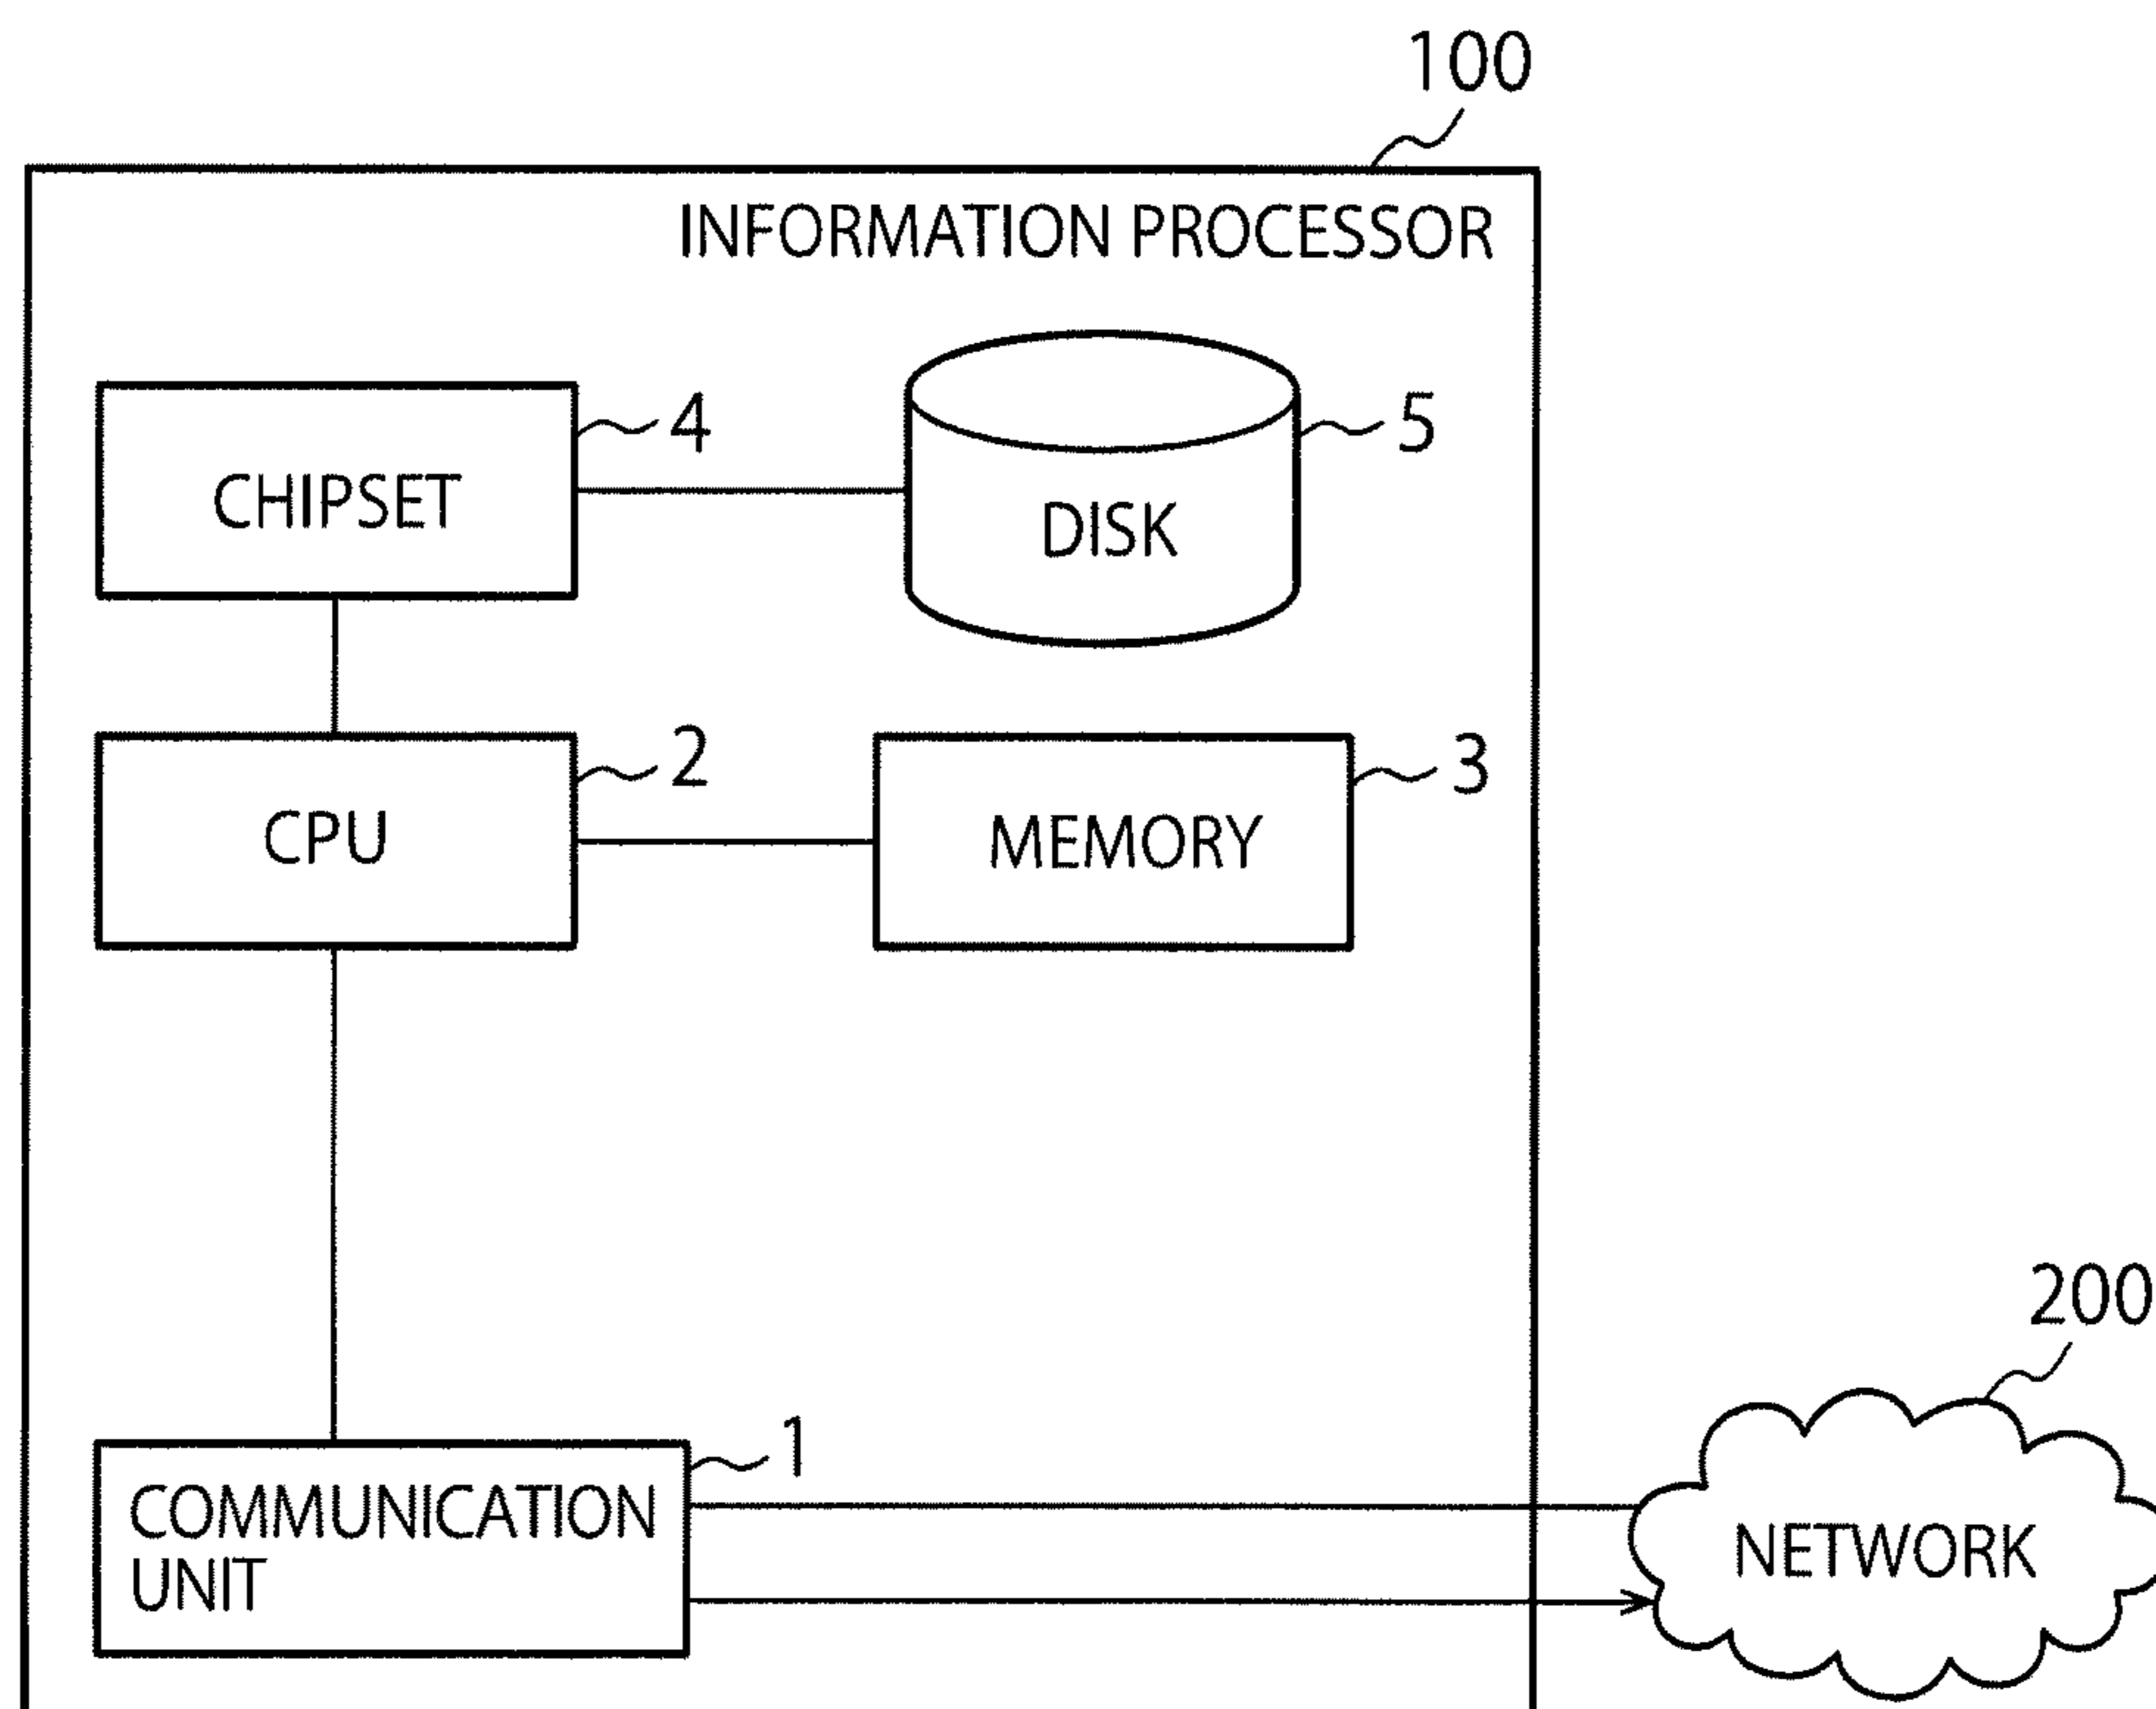 100
INFORMATION PROCESSOR
4
5
CHIPSET
DISK
2
3
CPU
MEMORY
200
1
COMMUNICATION
UNIT
NETWORK